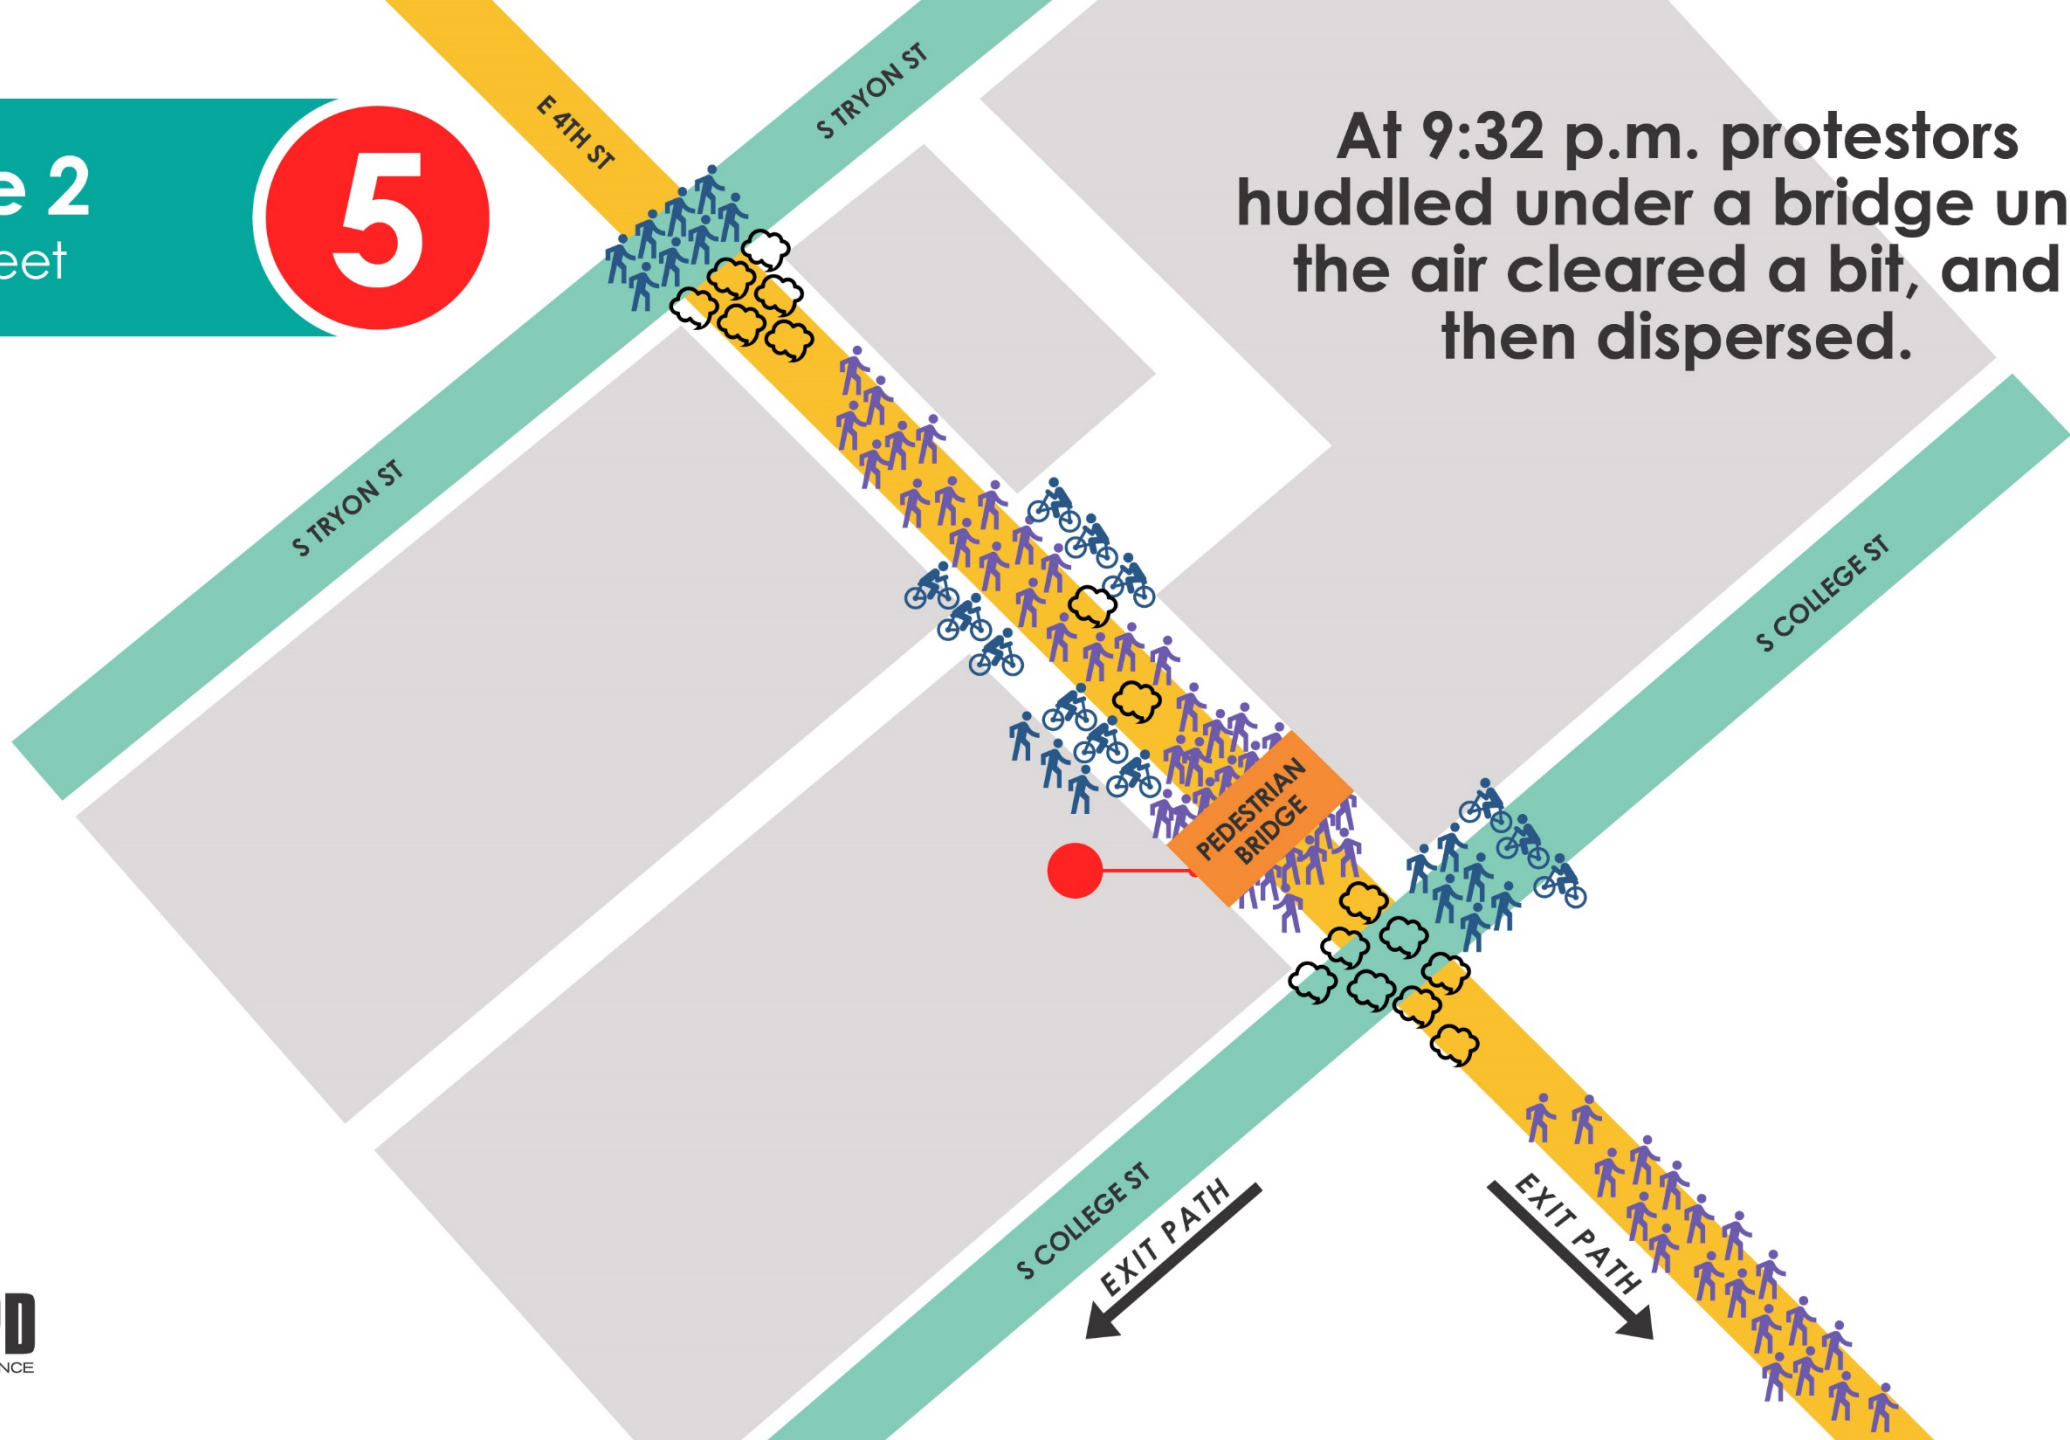 e 2
eet
5
At 9:32 p.m. protestors
huddled under a bridge un
the air cleared a bit, and
then dispersed.
E 4TH ST
S TRYON ST
S TRYON ST
S COLLEGE ST
PEDESTRIAN
BRIDGE
S COLLEGE ST
EXIT PATH
EXIT PATH
D
NCE